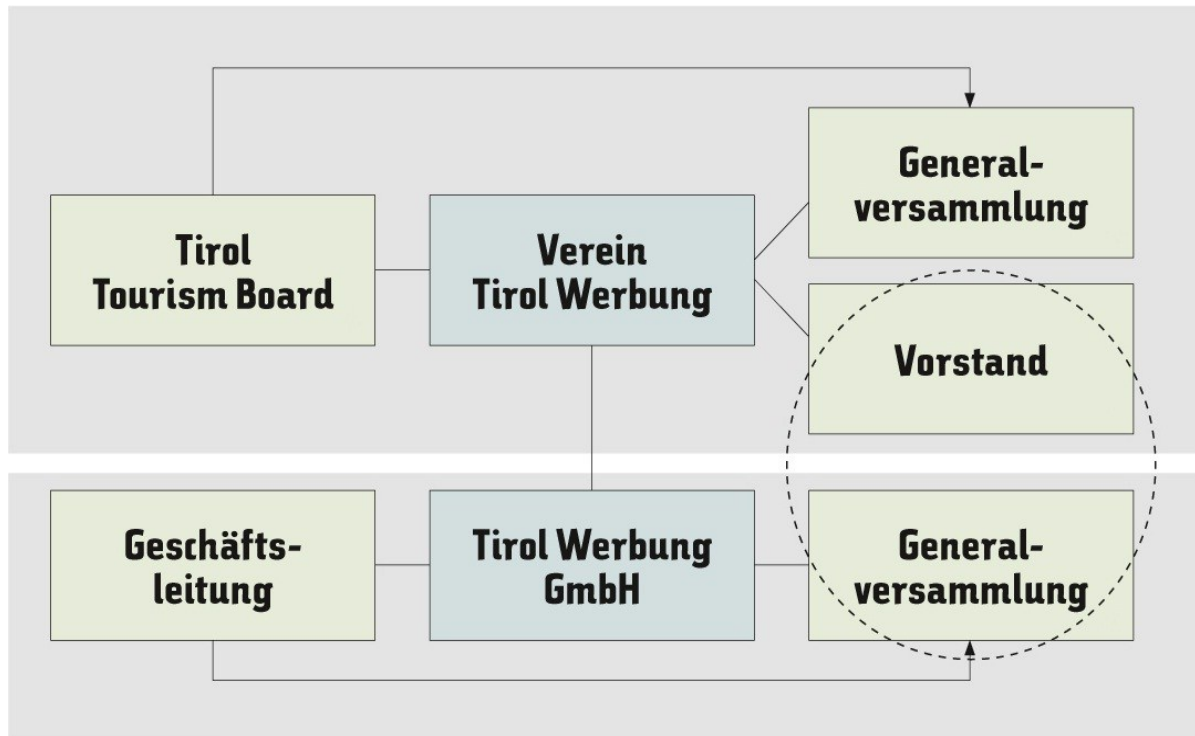 General-
versammlung
Tirol
Tourism Board
Verein
Tirol Werbung
Vorstand
Geschäfts-
leitung
Tirol Werbung
GmbH
General-
versammlung